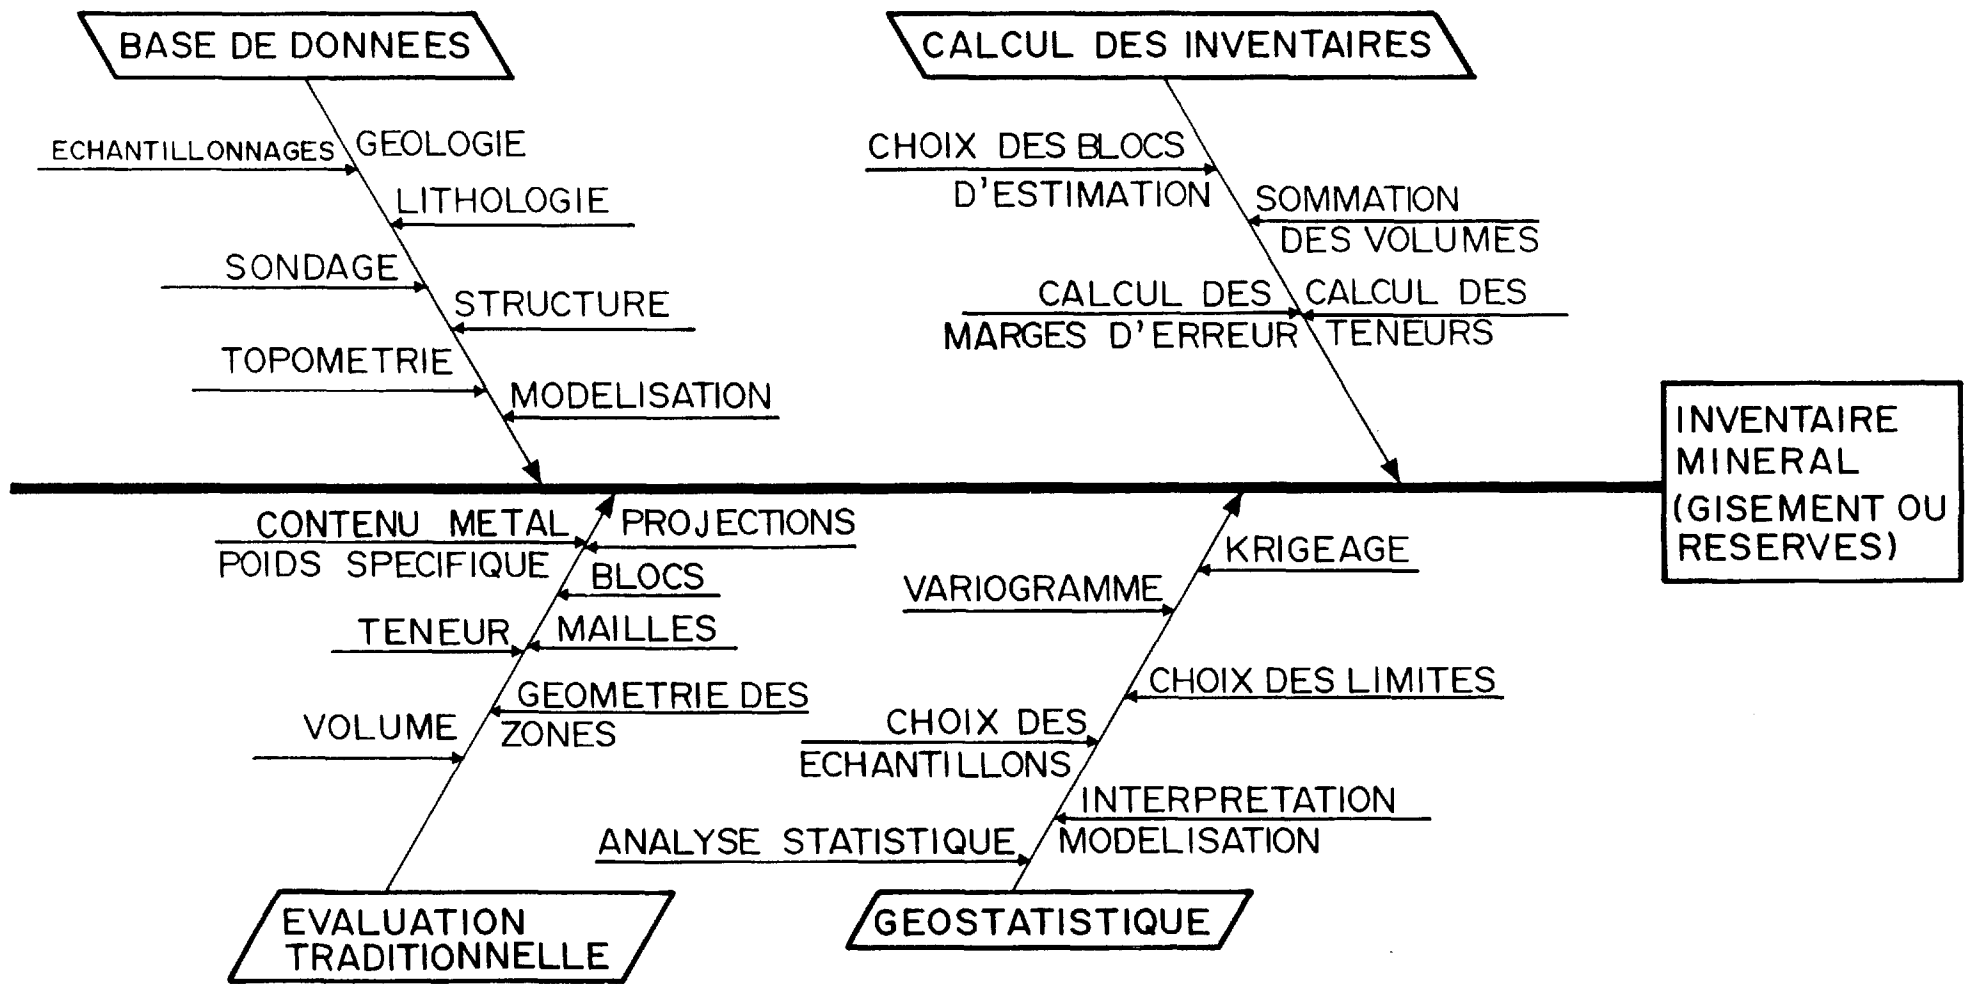 BASE DE DONNEES
CALCUL DES INVENTAIRES
ECHANTILLONNAGES
GEOLOGIE
LITHOLOGIE
SONDAGE
STRUCTURE
TOPOMETRIE
MODELISATION
CHOIX DES BLOCS
D'ESTIMATION
SOMMATION
DES VOLUMES
CALCUL DES
MARGES D'ERREUR
CALCUL DES
TENEURS
INVENTAIRE
MINERAL
(GISEMENT OU
RESERVES)
CONTENU METAL
POIDS SPECIFIQUE
PROJECTIONS
BLOCS
TENEUR
MAILLES
GEOMETRIE DES
ZONES
VOLUME
EVALUATION
TRADITIONNELLE
KRIGEAGE
VARIOGRAMME
CHOIX DES LIMITES
CHOIX DES
ECHANTILLONS
INTERPRETATION
MODELISATION
ANALYSE STATISTIQUE
GEOSTATISTIQUE